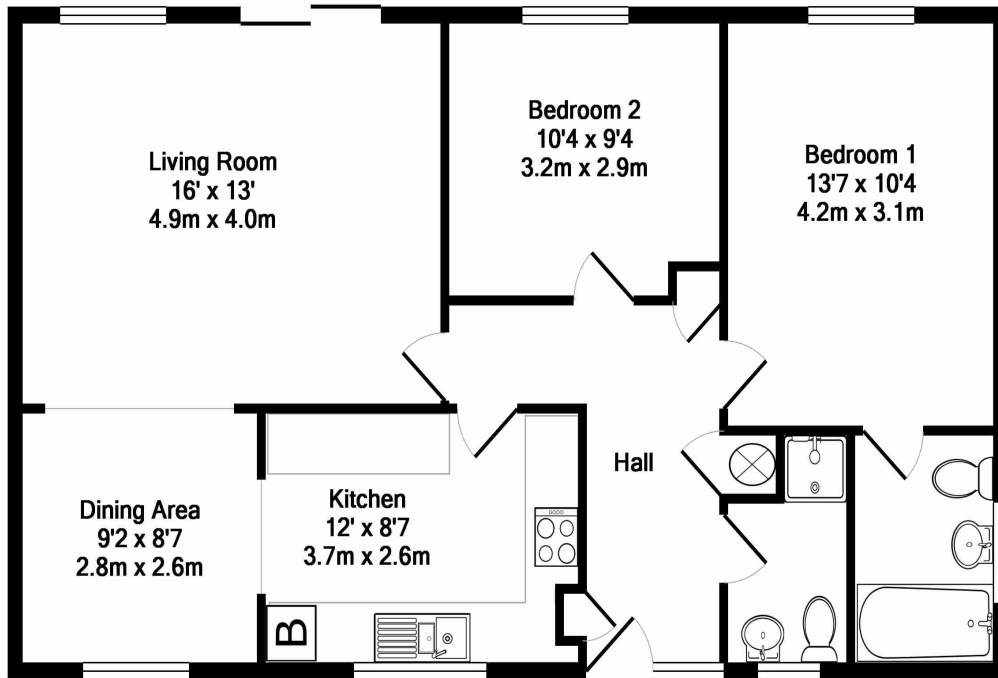 Living Room
16' x 13'
4.9m x 4.0m
Bedroom 2
10'4 x 9'4
3.2m x 2.9m
Bedroom 1
13'7 x 10'4
4.2m x 3.1m
Dining Area
9'2 x 8'7
2.8m x 2.6m
Kitchen
12' x 8'7
3.7m x 2.6m
Hall
B